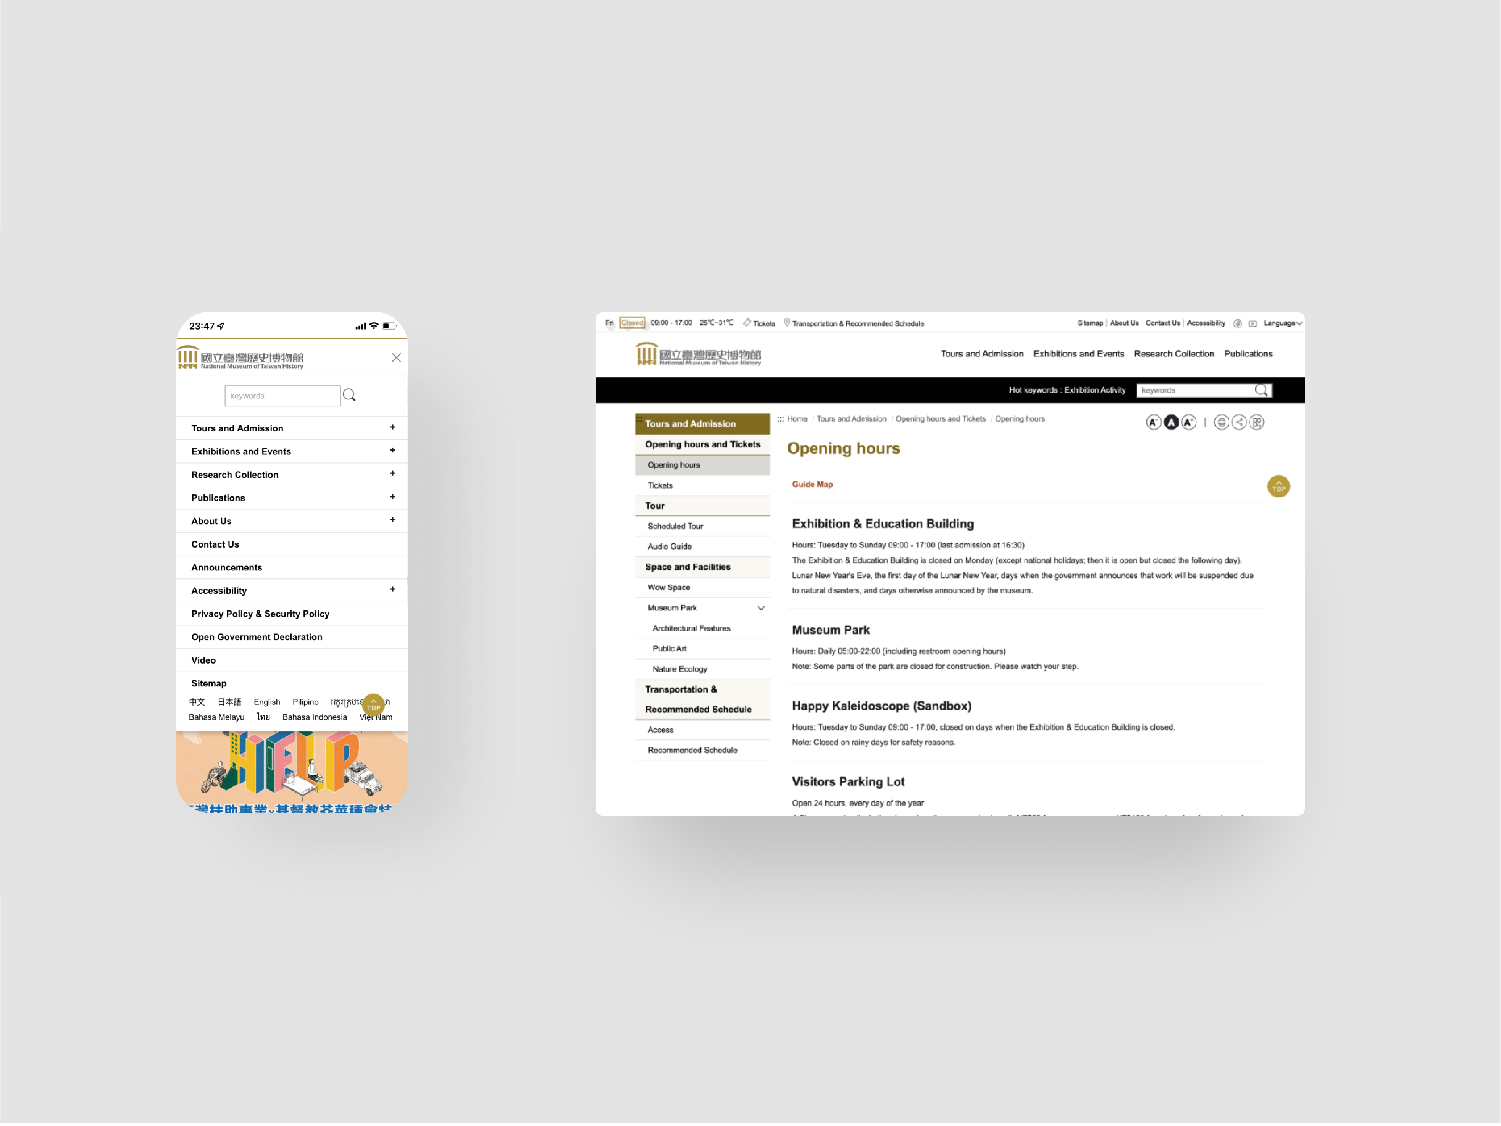 23:47
國立臺灣歷史博物館
National Museum of Taiwan History
keywords
Tours and Admission +
Exhibitions and Events +
Research Collection +
Publications +
About Us +
Contact Us
Announcements
Accessibility +
Privacy Policy & Security Policy
Open Government Declaration
Video
Sitemap
中文 日本語 English Pilipino
TOP
Bahasa Melayu ไทย Bahasa Indonesia Việt Nam
HELP
灣扶助專業×基督教芥菜種會特
Fri. Closed 09:00 - 17:00 25°C~31°C Tickets Transportation & Recommended Schedule
Sitemap | About Us Contact Us | Accessibility Language
國立臺灣歷史博物館
National Museum of Taiwan History
Tours and Admission Exhibitions and Events Research Collection Publications
Hot keywords : Exhibition Activity keywords
Tours and Admission
Opening hours and Tickets
Opening hours
Tickets
Tour
Scheduled Tour
Audio Guide
Space and Facilities
Wow Space
Museum Park
Architectural Features
Public Art
Nature Ecology
Transportation &
Recommended Schedule
Access
Recommended Schedule
::: Home / Tours and Admission / Opening hours and Tickets / Opening hours
A- A A+ |
Opening hours
Guide Map
TOP
Exhibition & Education Building
Hours: Tuesday to Sunday 09:00 - 17:00 (last admission at 16:30)
The Exhibition & Education Building is closed on Monday (except national holidays; then it is open but closed the following day),
Lunar New Year's Eve, the first day of the Lunar New Year, days when the government announces that work will be suspended due
to natural disasters, and days otherwise announced by the museum.
Museum Park
Hours: Daily 05:00-22:00 (including restroom opening hours)
Note: Some parts of the park are closed for construction. Please watch your step.
Happy Kaleidoscope (Sandbox)
Hours: Tuesday to Sunday 09:00 - 17:00, closed on days when the Exhibition & Education Building is closed.
Note: Closed on rainy days for safety reasons.
Visitors Parking Lot
Open 24 hours, every day of the year